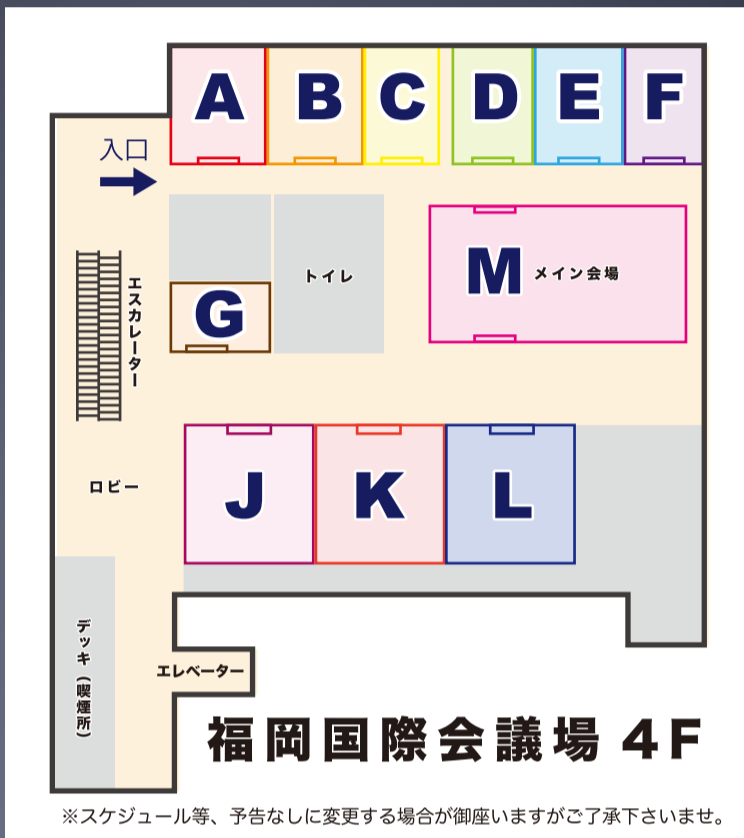 A
B
C
D
E
F
入口
トイレ
M
メイン会場
G
エスカレーター
ロビー
J
K
L
デッキ（喫煙所）
エレベーター
福岡国際会議場 4F
※スケジュール等、予告なしに変更する場合が御座いますがご了承下さいませ。